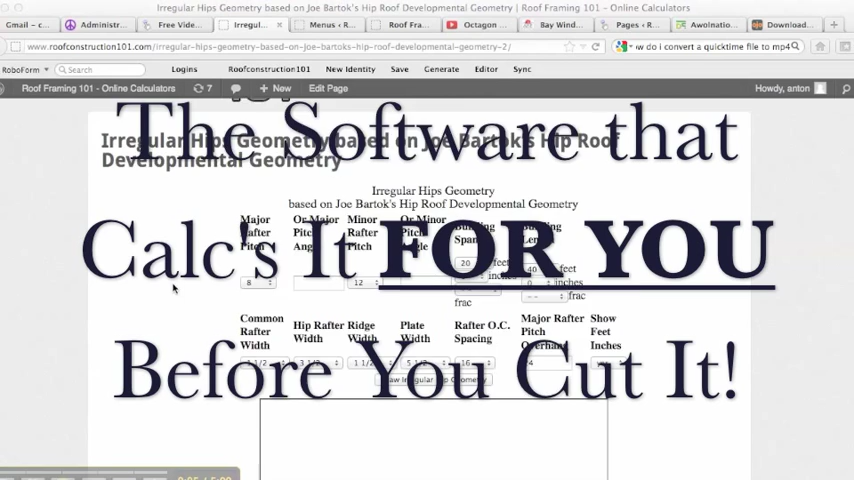 Irregular Hips Geometry based on Joe Bartok's Hip Roof Developmental Geometry | Roof Framing 101 - Online Calculators
Gmail – c... Administr... Free Vide... Irregul... Menus ‹ R... Roof Fra... Octagon ... Bay Wind... Pages ‹ R... Awolnatio... Download...
www.roofconstruction101.com/irregular-hips-geometry-based-on-joe-bartoks-hip-roof-developmental-geometry-2/
w do i convert a quicktime file to mp4
RoboForm Search Logins Roofconstruction101 New Identity Save Generate Editor Sync
Roof Framing 101 - Online Calculators 7 New Edit Page Howdy, anton
The Software that
Irregular Hips Geometry based on Joe Bartok's Hip Roof
Developmental Geometry
Irregular Hips Geometry
based on Joe Bartok's Hip Roof Developmental Geometry
Calc's It FOR YOU
Major Rafter Pitch
Or Major Pitch Angle
Minor Rafter Pitch
Or Minor Pitch Angle
Building Span
Building
8
12
20 feet
inches
frac
40 feet
0 inches
frac
Common Rafter Width
Hip Rafter Width
Ridge Width
Plate Width
Rafter O.C. Spacing
Major Rafter Pitch Overhang
Show Feet Inches
1 1/2
3 1/2
1 1/2
5 1/2
16
Before You Cut It!